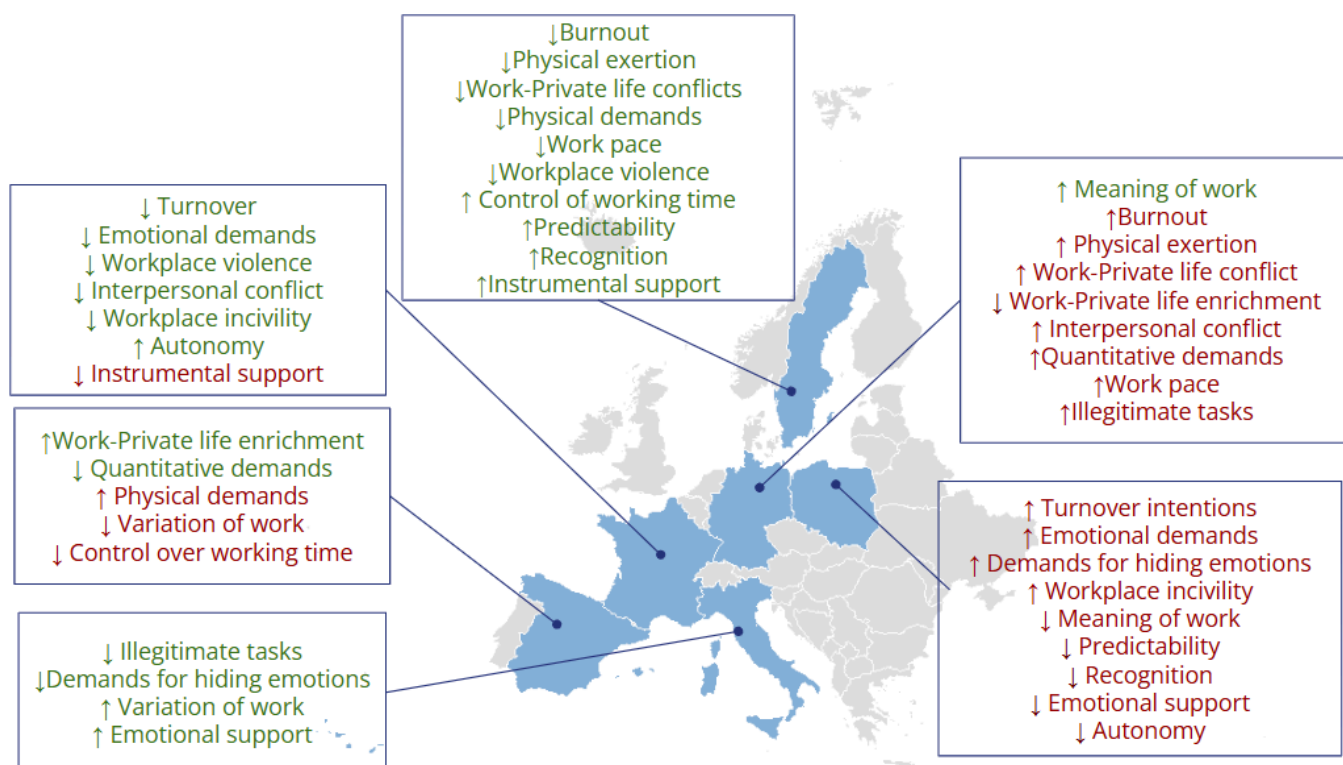 ↓Burnout
↓Physical exertion
↓Work-Private life conflicts
↓Physical demands
↓Work pace
↓Workplace violence
↑ Control of working time
↑Predictability
↑Recognition
↑Instrumental support
↓ Turnover
↓ Emotional demands
↓ Workplace violence
↓ Interpersonal conflict
↓ Workplace incivility
↑ Autonomy
↓ Instrumental support
↑ Meaning of work
↑Burnout
↑ Physical exertion
↑ Work-Private life conflict
↓ Work-Private life enrichment
↑ Interpersonal conflict
↑Quantitative demands
↑Work pace
↑Illegitimate tasks
↑Work-Private life enrichment
↓ Quantitative demands
↑ Physical demands
↓ Variation of work
↓ Control over working time
↑ Turnover intentions
↑ Emotional demands
↑ Demands for hiding emotions
↑ Workplace incivility
↓ Meaning of work
↓ Predictability
↓ Recognition
↓ Emotional support
↓ Autonomy
↓ Illegitimate tasks
↓Demands for hiding emotions
↑ Variation of work
↑ Emotional support